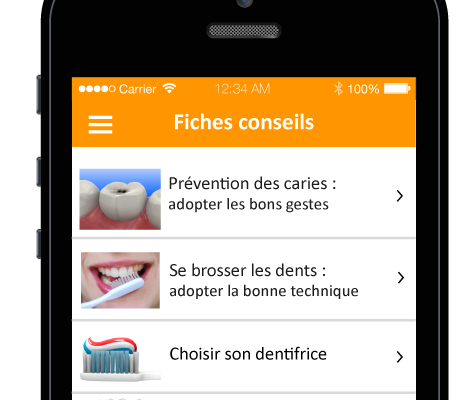 Carrier 12:34 AM 100%
Fiches conseils
Prévention des caries :
adopter les bons gestes
Se brosser les dents :
adopter la bonne technique
Choisir son dentifrice